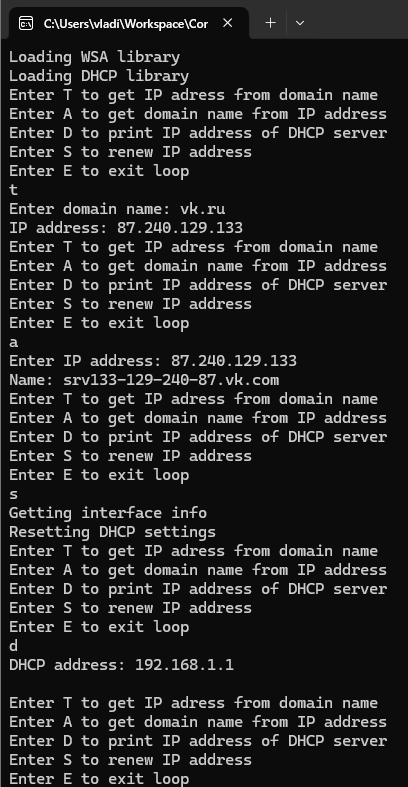 C:\Users\vladi\Workspace\Cor
Loading WSA library
Loading DHCP library
Enter T to get IP adress from domain name
Enter A to get domain name from IP address
Enter D to print IP address of DHCP server
Enter S to renew IP address
Enter E to exit loop
t
Enter domain name: vk.ru
IP address: 87.240.129.133
Enter T to get IP adress from domain name
Enter A to get domain name from IP address
Enter D to print IP address of DHCP server
Enter S to renew IP address
Enter E to exit loop
a
Enter IP address: 87.240.129.133
Name: srv133-129-240-87.vk.com
Enter T to get IP adress from domain name
Enter A to get domain name from IP address
Enter D to print IP address of DHCP server
Enter S to renew IP address
Enter E to exit loop
s
Getting interface info
Resetting DHCP settings
Enter T to get IP adress from domain name
Enter A to get domain name from IP address
Enter D to print IP address of DHCP server
Enter S to renew IP address
Enter E to exit loop
d
DHCP address: 192.168.1.1
Enter T to get IP adress from domain name
Enter A to get domain name from IP address
Enter D to print IP address of DHCP server
Enter S to renew IP address
Enter E to exit loop